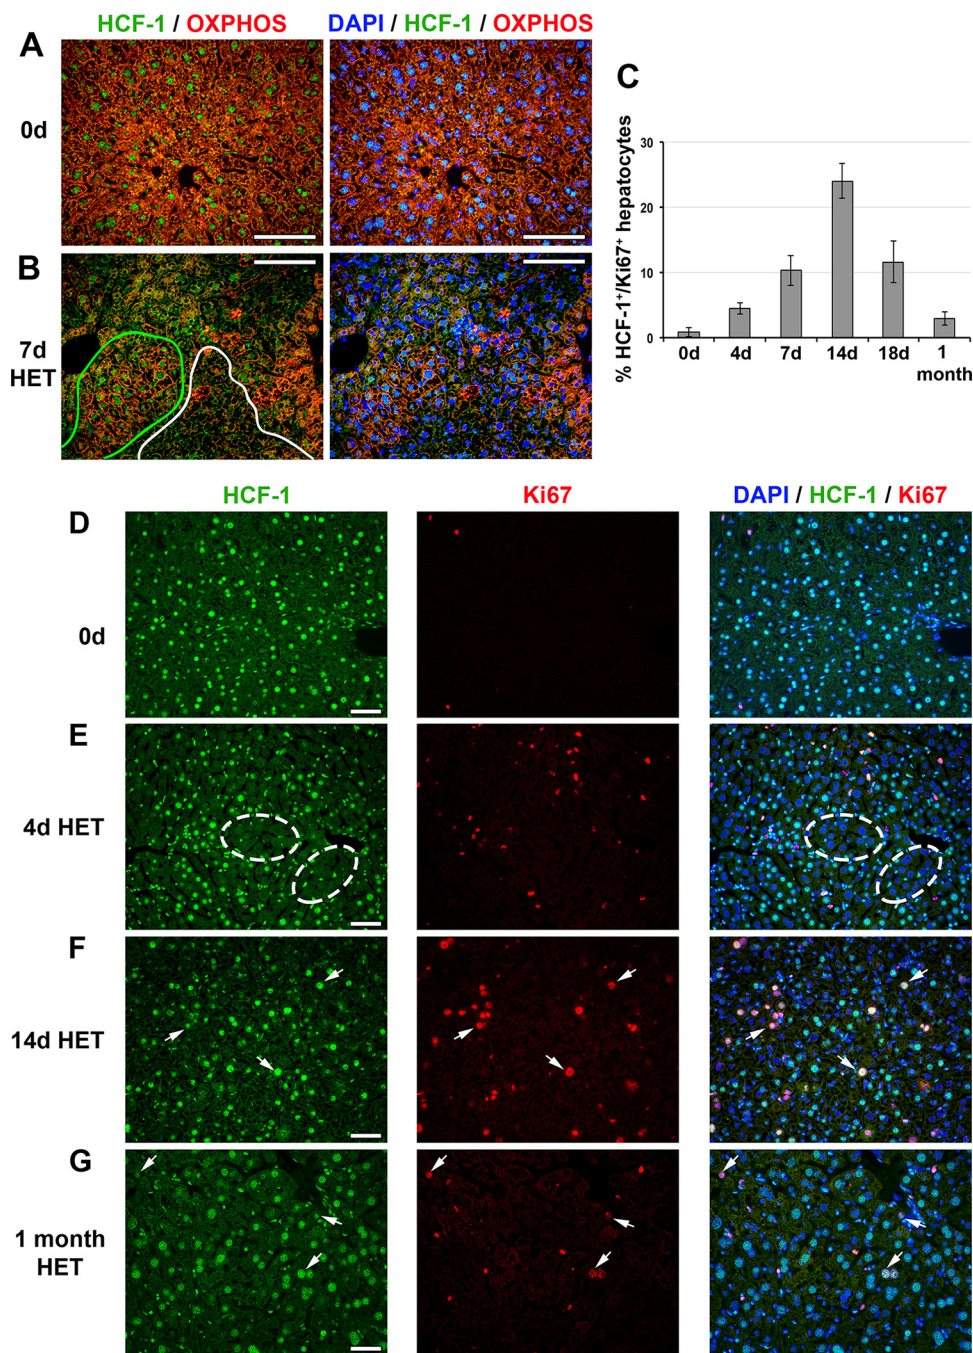 HCF-1 / OXPHOS
DAPI / HCF-1 / OXPHOS
A
0d
B
7d
HET
C
% HCF-1⁺/Ki67⁺ hepatocytes
30
20
10
0
0d 4d 7d 14d 18d 1
month
HCF-1
Ki67
DAPI / HCF-1 / Ki67
D
0d
E
4d HET
F
14d HET
G
1 month
HET